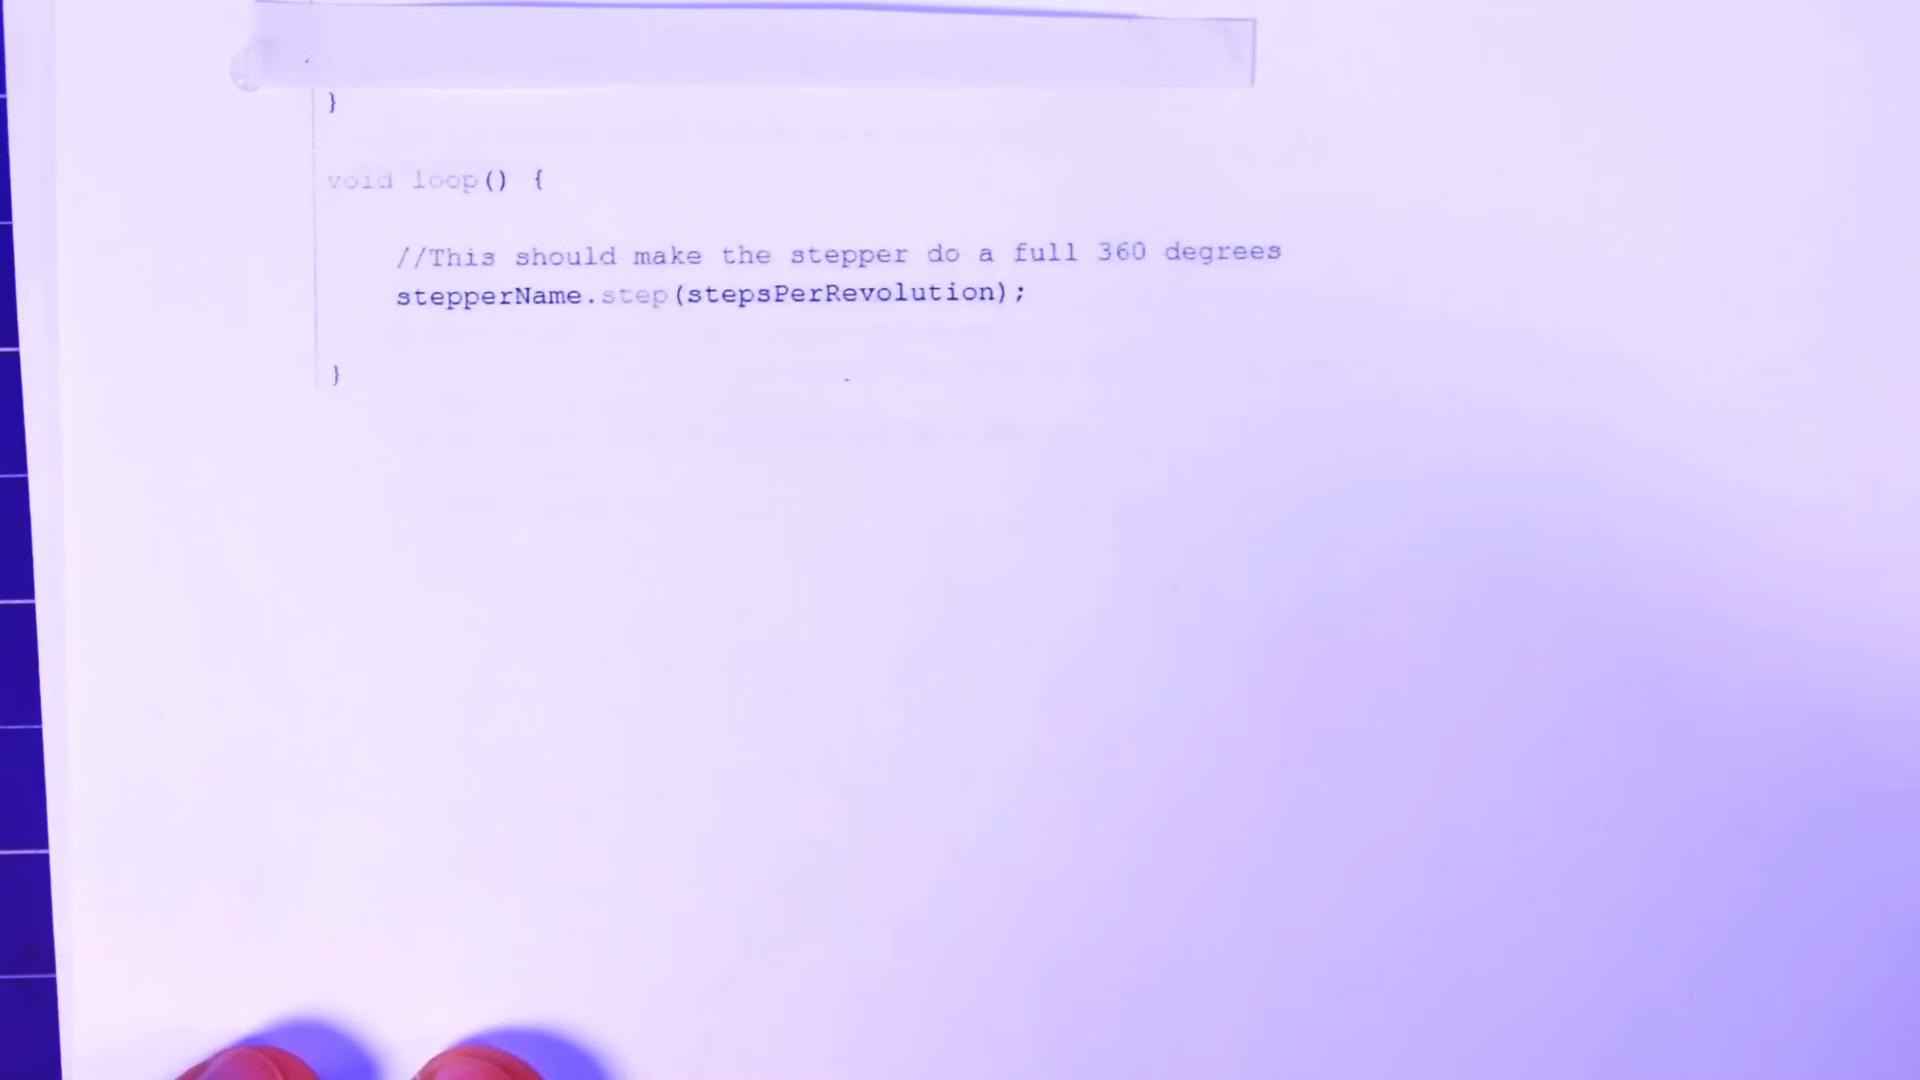 }
void loop() {
//This should make the stepper do a full 360 degrees
stepperName.step(stepsPerRevolution);
}